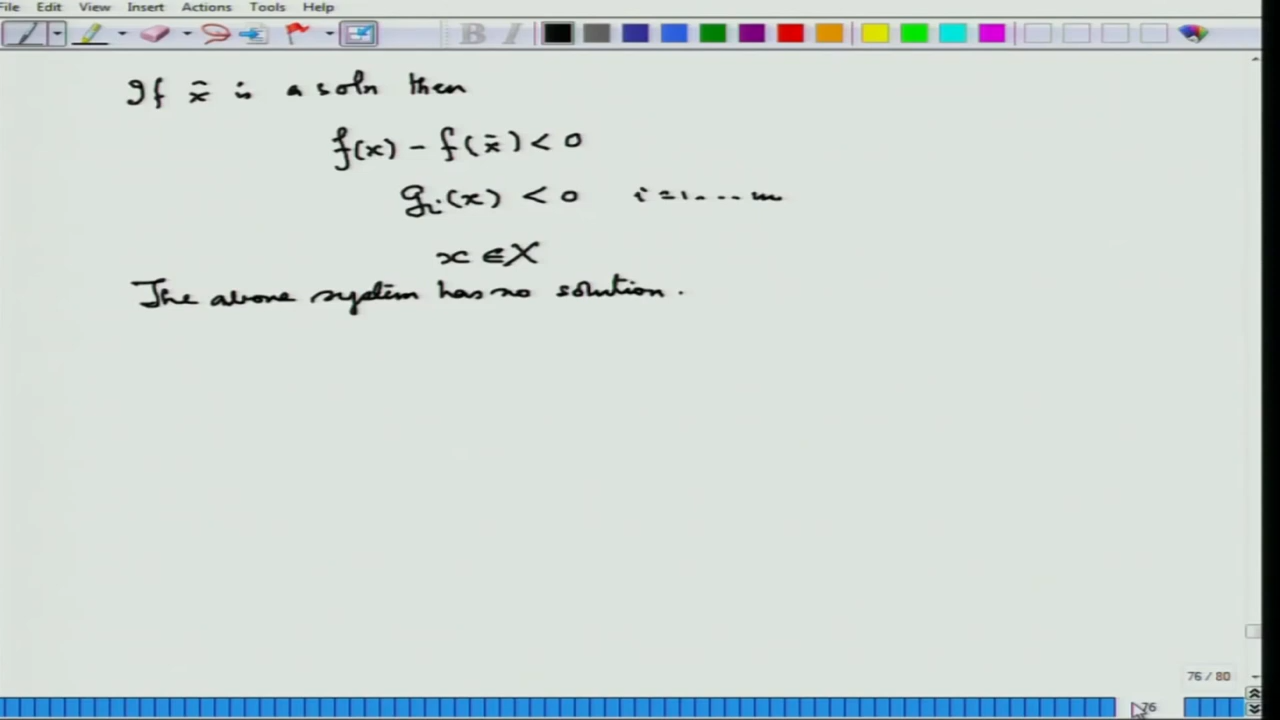 File Edit View Insert Actions Tools Help
B I
If x̄ is a soln then
f(x) - f(x̄) < 0
gi(x) < 0 i = 1, ... m
x ∈ X
The above system has no solution.
76 / 80
76